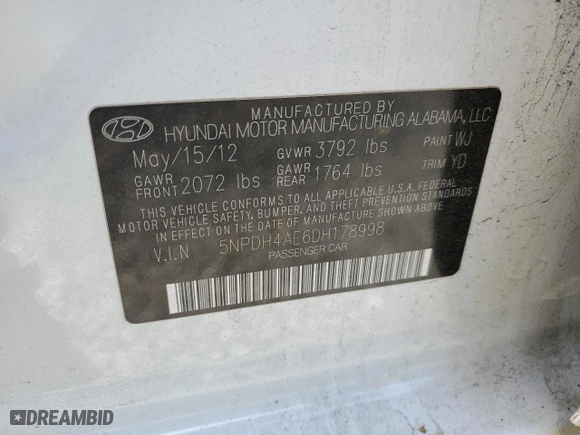 MANUFACTURED BY
HYUNDAI MOTOR MANUFACTURING ALABAMA, LLC
May/15/12 GVWR 3792 lbs PAINT WJ
GAWR FRONT 2072 lbs GAWR REAR 1764 lbs TRIM YD
THIS VEHICLE CONFORMS TO ALL APPLICABLE U.S.A. FEDERAL
MOTOR VEHICLE SAFETY, BUMPER, AND THEFT PREVENTION STANDARDS
IN EFFECT ON THE DATE OF MANUFACTURE SHOWN ABOVE.
V.I.N 5NPDH4AE6DH178998
PASSENGER CAR
DREAMBID